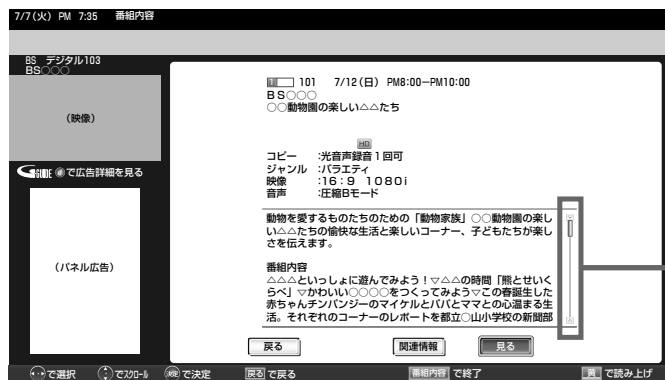 7/7(火) PM 7:35 番組内容
BS デジタル103
BS○○○
(映像)
GGUIDE で広告詳細を見る
(パネル広告)
101 7/12(日) PM8:00−PM10:00
BS○○○
○○動物園の楽しい△△たち
HD
コピー :光音声録音1回可
ジャンル :バラエティ
映像 :16:9 1080i
音声 :圧縮Bモード
動物を愛するものたちのための「動物家族」○○動物園の楽し
い△△たちの愉快な生活と楽しいコーナー、子どもたちが楽し
さを伝えます。
番組内容
△△△といっしょに遊んでみよう!▽△△の時間「熊とせいく
らべ」▽かわいい○○○○をつくってみよう▽この春誕生した
赤ちゃんチンパンジーのマイケルとパパとママとの心温まる生
活。それぞれのコーナーのレポートを都立○山小学校の新聞部
戻る 関連情報 見る
で選択 でスクロール 決定 で決定 戻る で戻る 番組内容 で終了 黄 で読み上げ